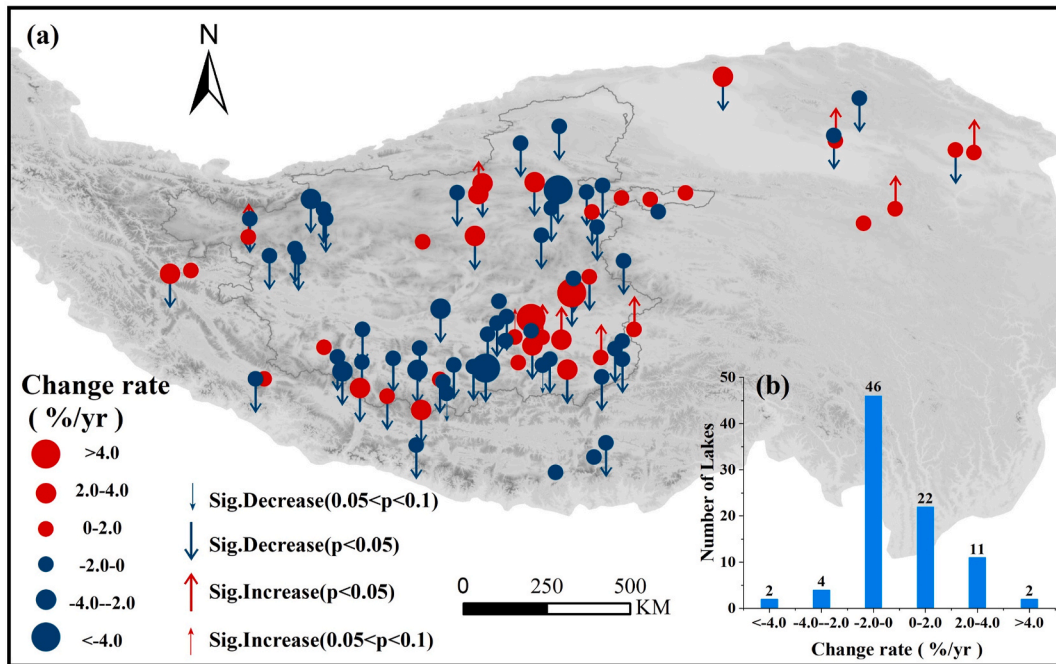 (a)
N
Change rate
( %/yr )
>4.0
2.0-4.0
0-2.0
-2.0-0
-4.0--2.0
<-4.0
Sig.Decrease(0.05<p<0.1)
Sig.Decrease(p<0.05)
Sig.Increase(p<0.05)
Sig.Increase(0.05<p<0.1)
0 250 500
KM
(b)
Number of Lakes
50
40
30
20
10
0
2 4 46 22 11 2
<-4.0 -4.0--2.0 -2.0-0 0-2.0 2.0-4.0 >4.0
Change rate ( %/yr )